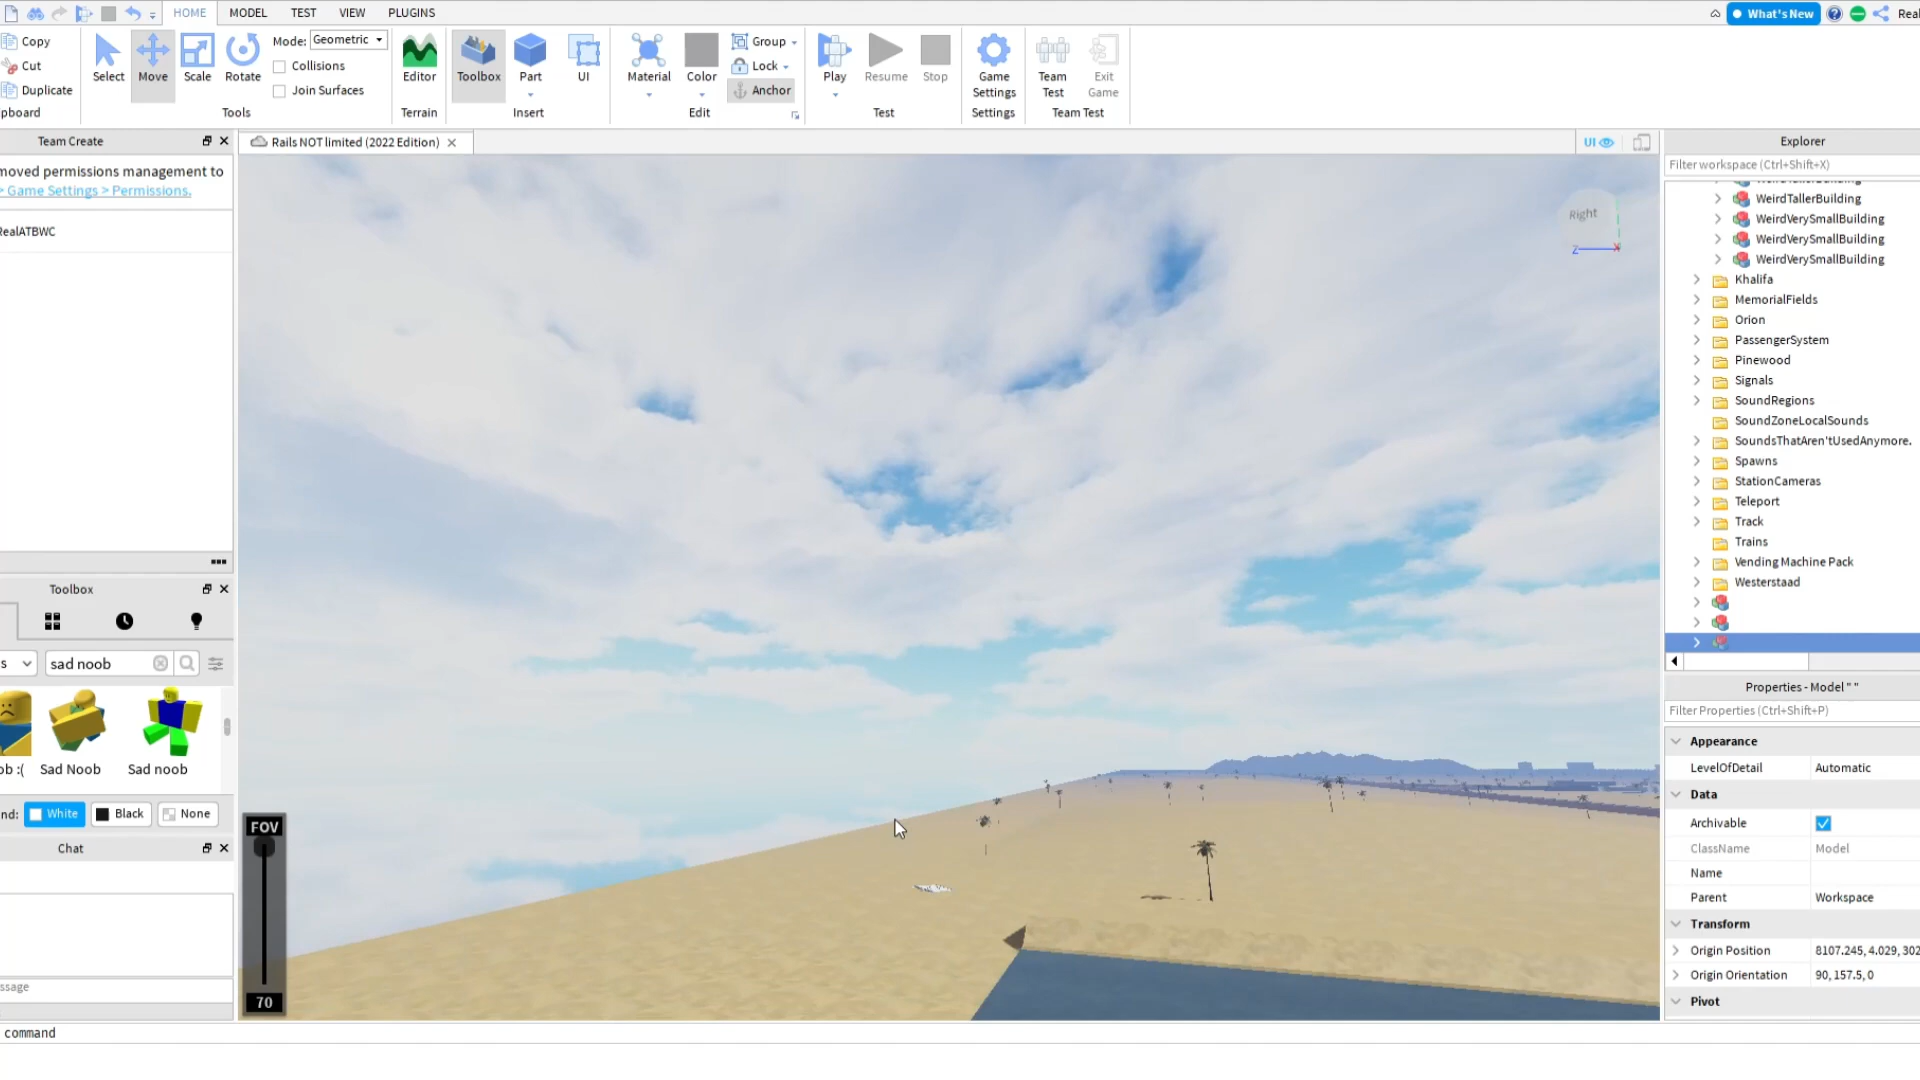 HOME
MODEL
TEST
VIEW
PLUGINS
What's New
Real
Copy
Cut
Duplicate
pboard
Select
Move
Scale
Rotate
Mode:
Geometric
Collisions
Join Surfaces
Tools
Editor
Terrain
Toolbox
Part
UI
Insert
Material
Color
Group
Lock
Anchor
Edit
Play
Resume
Stop
Test
Game Settings
Settings
Team Test
Exit Game
Team Test
Team Create
moved permissions management to
> Game Settings > Permissions.
RealATBWC
Toolbox
s
sad noob
ob :(
Sad Noob
Sad noob
nd:
White
Black
None
Chat
ssage
command
Rails NOT limited (2022 Edition)
UI
Right
Z
X
FOV
70
Explorer
Filter workspace (Ctrl+Shift+X)
WeirdTallerBuilding
WeirdTallerBuilding
WeirdVerySmallBuilding
WeirdVerySmallBuilding
WeirdVerySmallBuilding
Khalifa
MemorialFields
Orion
PassengerSystem
Pinewood
Signals
SoundRegions
SoundZoneLocalSounds
SoundsThatAren'tUsedAnymore.
Spawns
StationCameras
Teleport
Track
Trains
Vending Machine Pack
Westerstaad
Properties - Model " "
Filter Properties (Ctrl+Shift+P)
Appearance
LevelOfDetail
Automatic
Data
Archivable
ClassName
Model
Name
Parent
Workspace
Transform
Origin Position
8107.245, 4.029, 302
Origin Orientation
90, 157.5, 0
Pivot